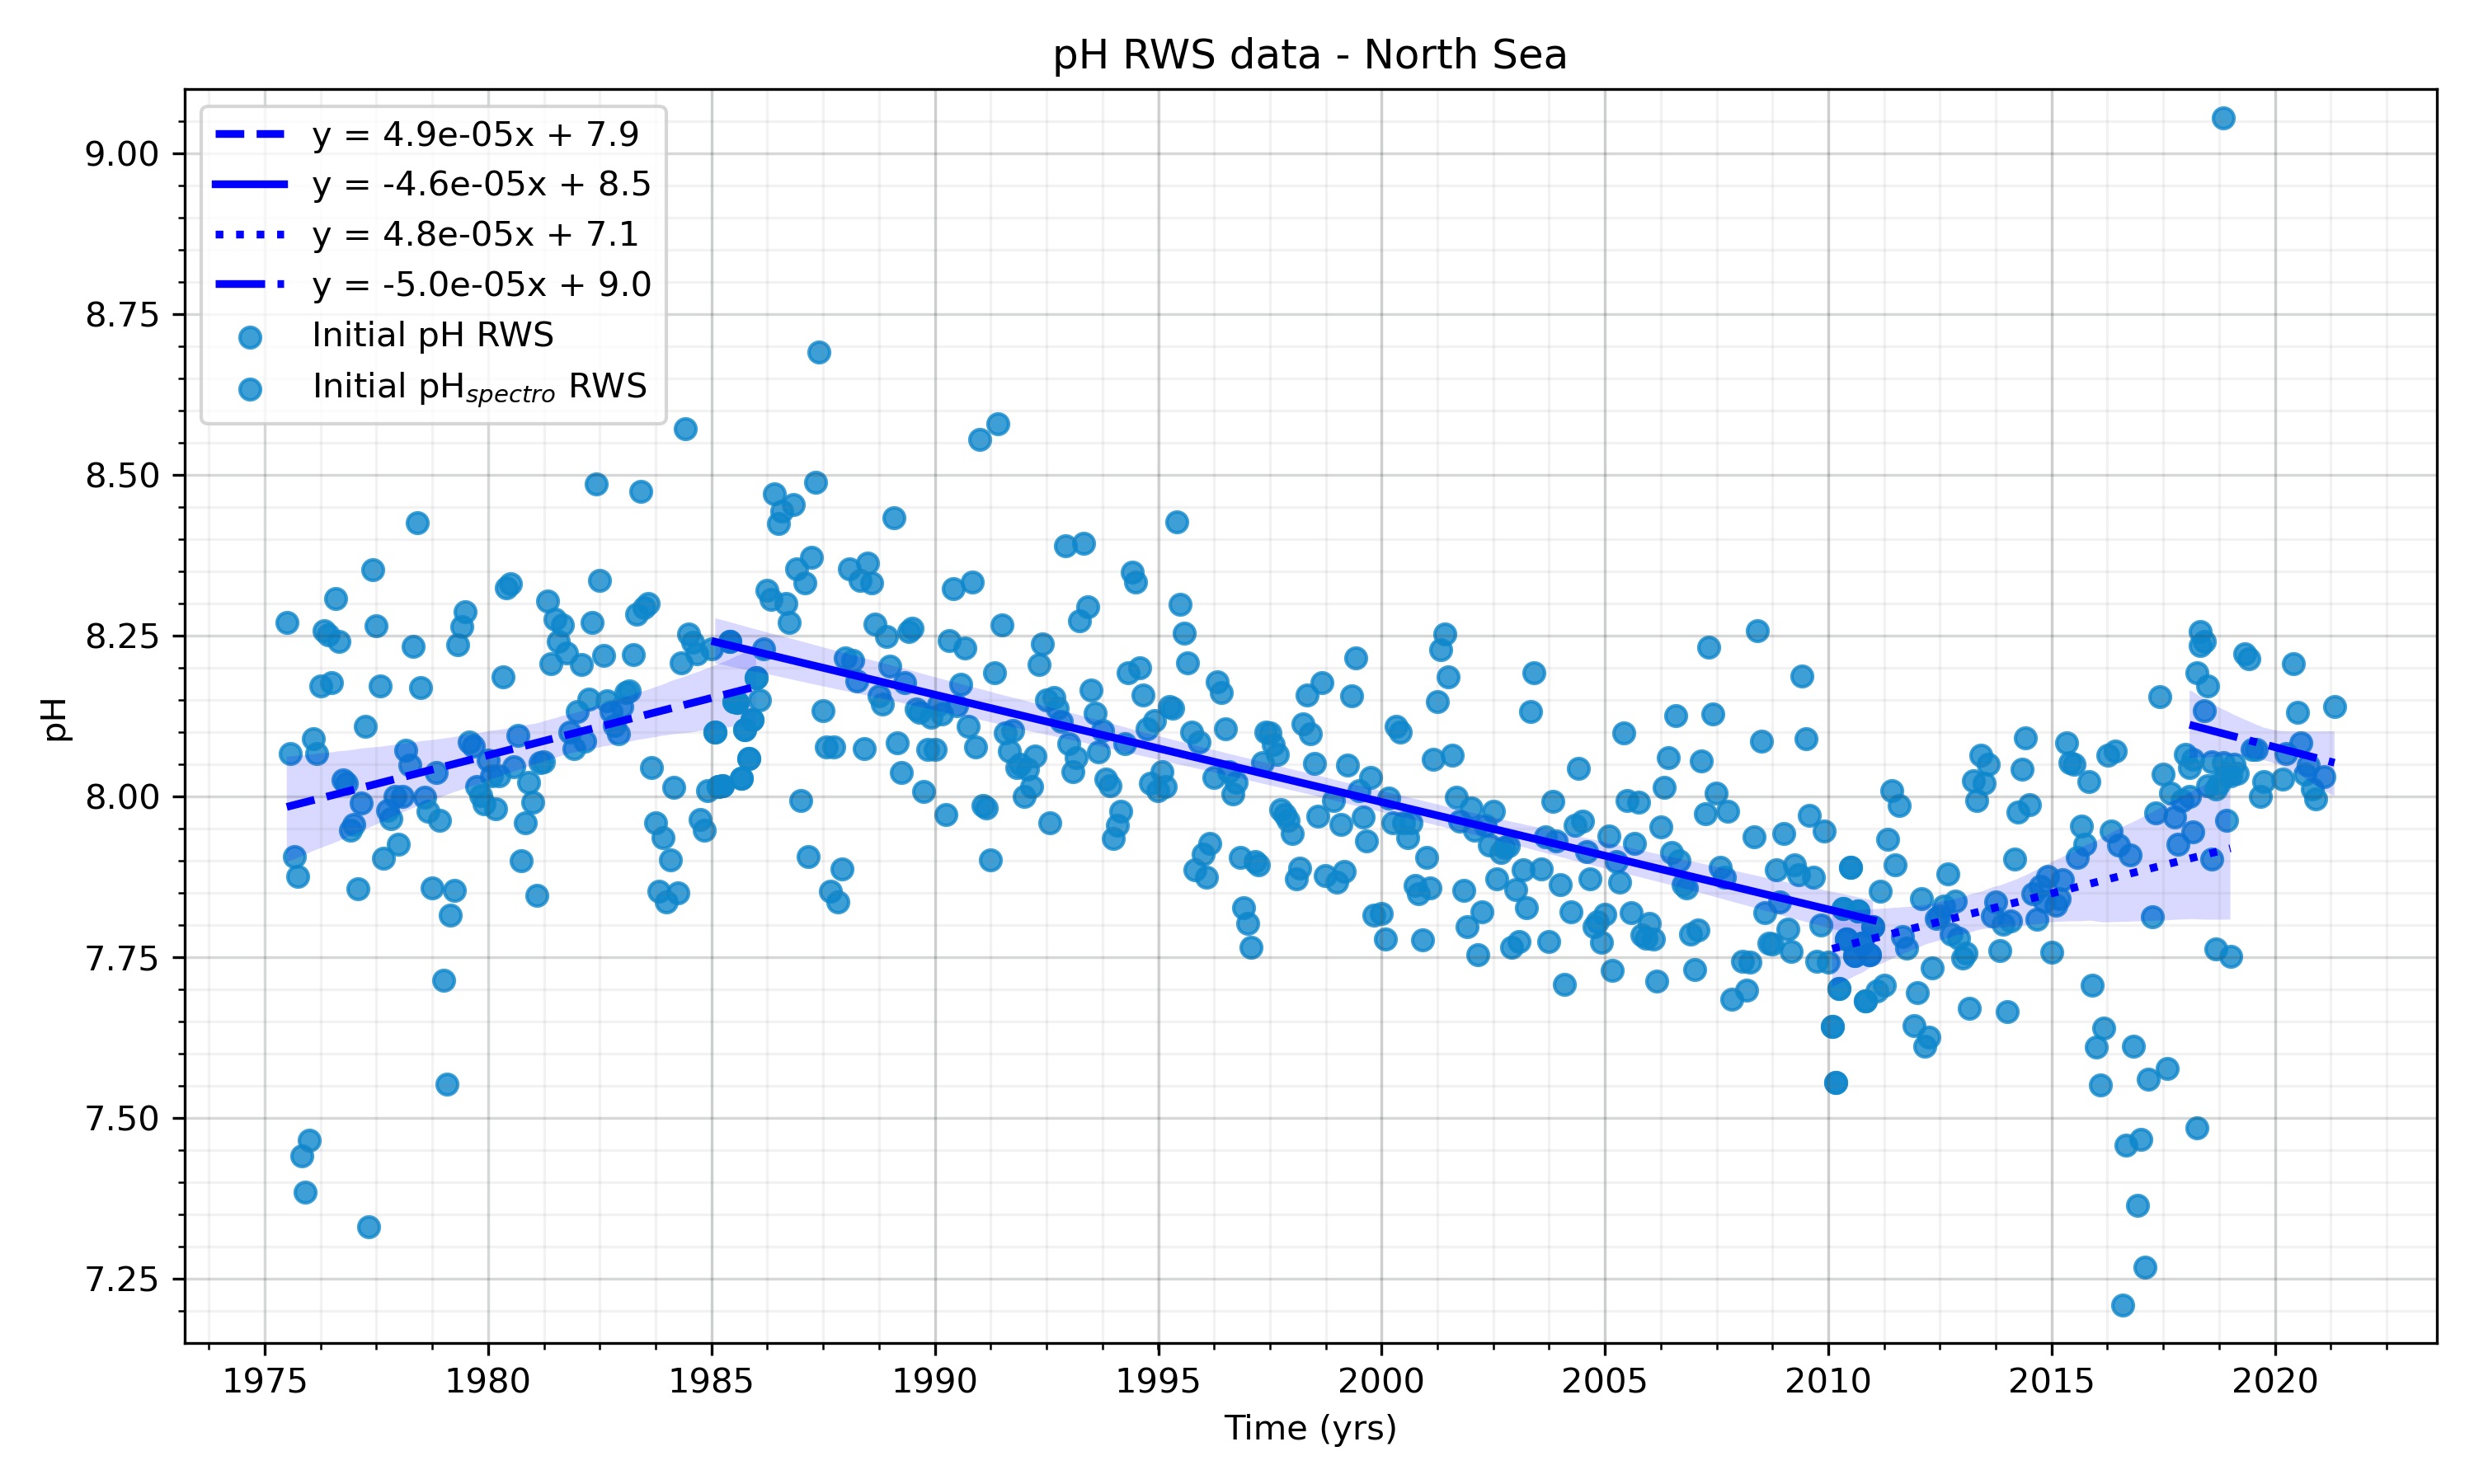 pH RWS data - North Sea
y = 4.9e-05x + 7.9
y = -4.6e-05x + 8.5
y = 4.8e-05x + 7.1
y = -5.0e-05x + 9.0
Initial pH RWS
Initial pHspectro RWS
9.00
8.75
8.50
8.25
8.00
7.75
7.50
7.25
pH
1975 1980 1985 1990 1995 2000 2005 2010 2015 2020
Time (yrs)